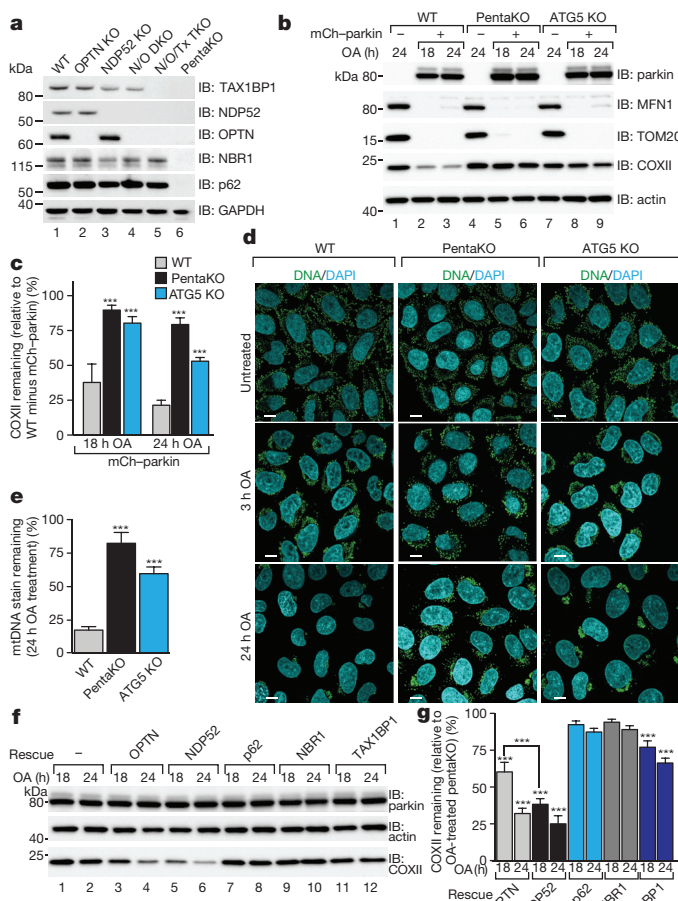 a
WT
OPTN KO
NDP52 KO
N/O DKO
N/O/Tx TKO
PentaKO
kDa
80
50
60
50
60
115
50
40
40
IB: TAX1BP1
IB: NDP52
IB: OPTN
IB: NBR1
IB: p62
IB: GAPDH
1 2 3 4 5 6
b
WT PentaKO ATG5 KO
mCh–parkin – + – + – +
OA (h) 24 18 24 24 18 24 24 18 24
kDa 80
80
15
25
40
IB: parkin
IB: MFN1
IB: TOM20
IB: COXII
IB: actin
1 2 3 4 5 6 7 8 9
c
WT
PentaKO
ATG5 KO
COXII remaining (relative to
WT minus mCh–parkin) (%)
100
75
50
25
0
*** *** *** ***
18 h OA 24 h OA
mCh–parkin
d
WT PentaKO ATG5 KO
DNA/DAPI DNA/DAPI DNA/DAPI
Untreated
3 h OA
24 h OA
e
mtDNA stain remaining
(24 h OA treatment) (%)
100
75
50
25
0
*** ***
WT
PentaKO
ATG5 KO
f
Rescue – OPTN NDP52 p62 NBR1 TAX1BP1
OA (h) 18 24 18 24 18 24 18 24 18 24 18 24
kDa
80
40
25
IB:
parkin
IB:
actin
IB:
COXII
1 2 3 4 5 6 7 8 9 10 11 12
g
COXII remaining (relative to
OA-treated pentaKO) (%)
100
75
50
25
0
***
*** *** *** *** *** ***
18 24 18 24 18 24 18 24 18 24
OA (h)
Rescue